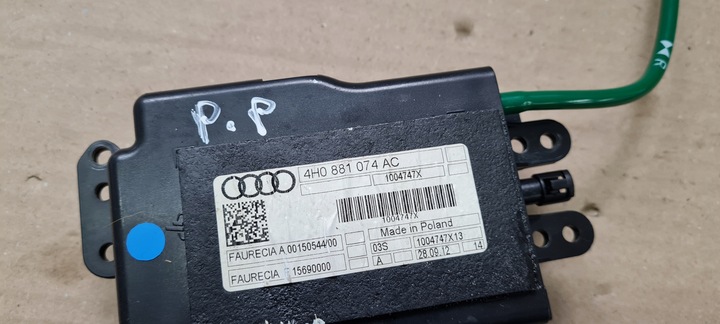 P.P
R
4H0 881 074 AC
1004747X
1004747X
Made in Poland
FAURECIA A 00150544/00
03S
1004747X13
FAURECIA 15690000
A
28.09.12
14